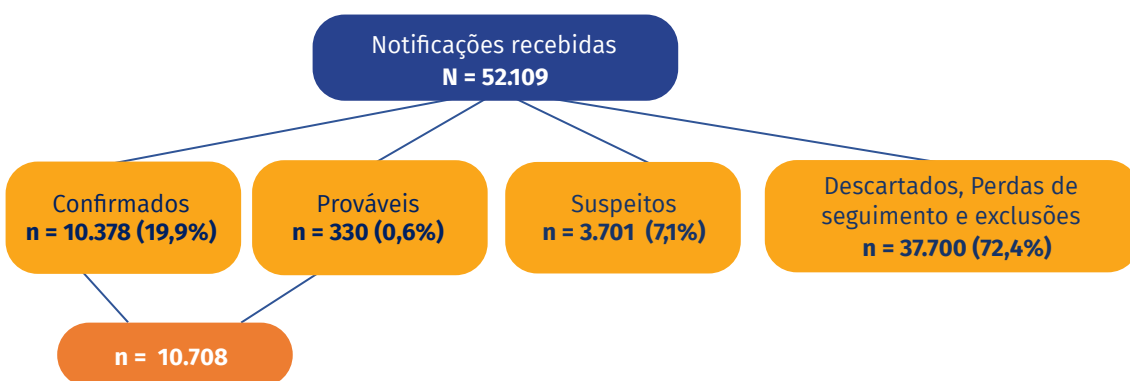 Notificações recebidas
N = 52.109
Confirmados
n = 10.378 (19,9%)
Prováveis
n = 330 (0,6%)
Suspeitos
n = 3.701 (7,1%)
Descartados, Perdas de
seguimento e exclusões
n = 37.700 (72,4%)
n = 10.708